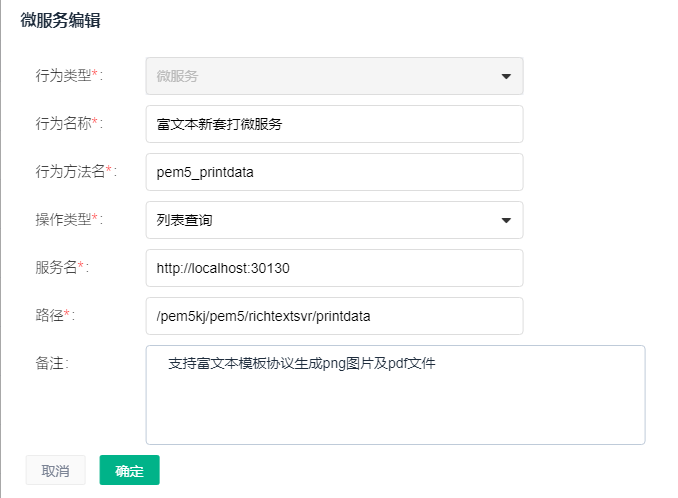 微服务编辑
行为类型*: 微服务
行为名称*: 富文本新套打微服务
行为方法名*: pem5_printdata
操作类型*: 列表查询
服务名*: http://localhost:30130
路径*: /pem5kj/pem5/richtextsvr/printdata
备注: 支持富文本模板协议生成png图片及pdf文件
取消 确定